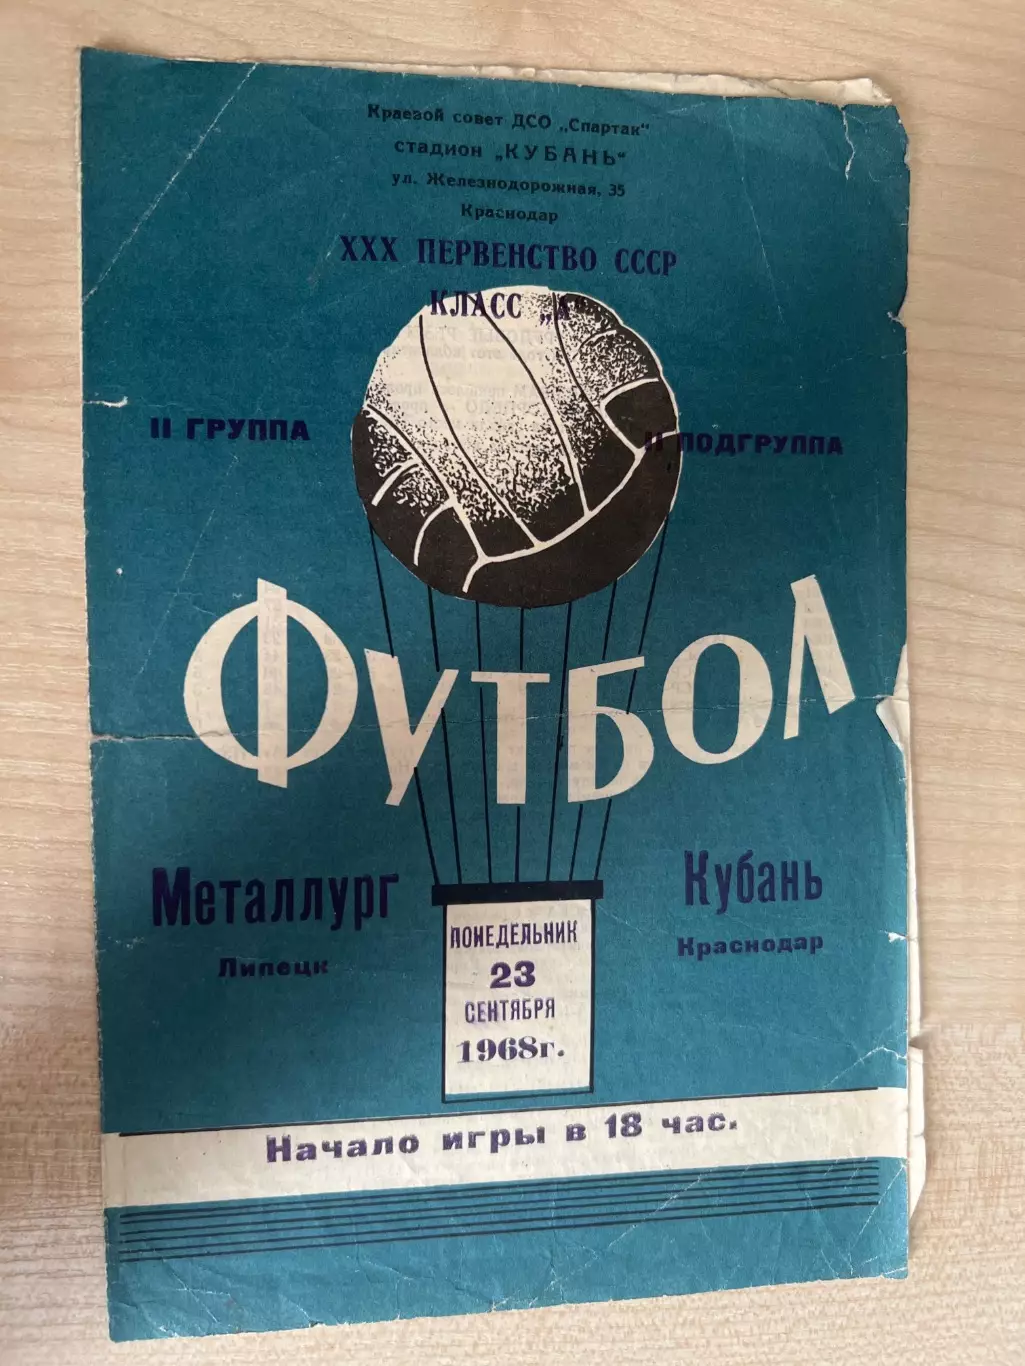 Краевой совет ДСО „Спартак"
стадион „КУБАНЬ"
ул. Железнодорожная, 35
Краснодар
XXX ПЕРВЕНСТВО СССР
КЛАСС „А"
II ГРУППА
II ПОДГРУППА
ФУТБОЛ
Металлург
Липецк
Кубань
Краснодар
ПОНЕДЕЛЬНИК
23
СЕНТЯБРЯ
1968г.
Начало игры в 18 час.